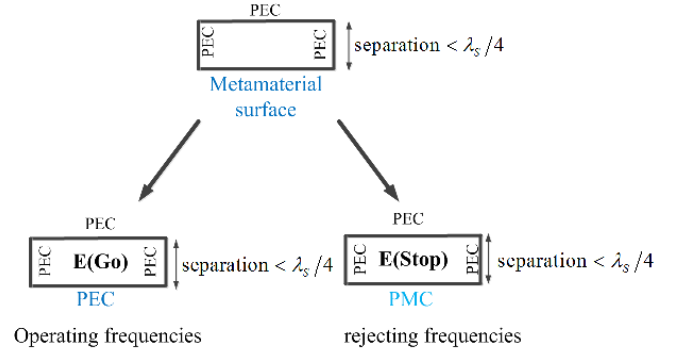 PEC
PEC PEC separation < λS/4
Metamaterial
surface
PEC PEC
PEC E(Go) PEC separation < λS/4 PEC E(Stop) PEC separation < λS/4
PEC PMC
Operating frequencies rejecting frequencies